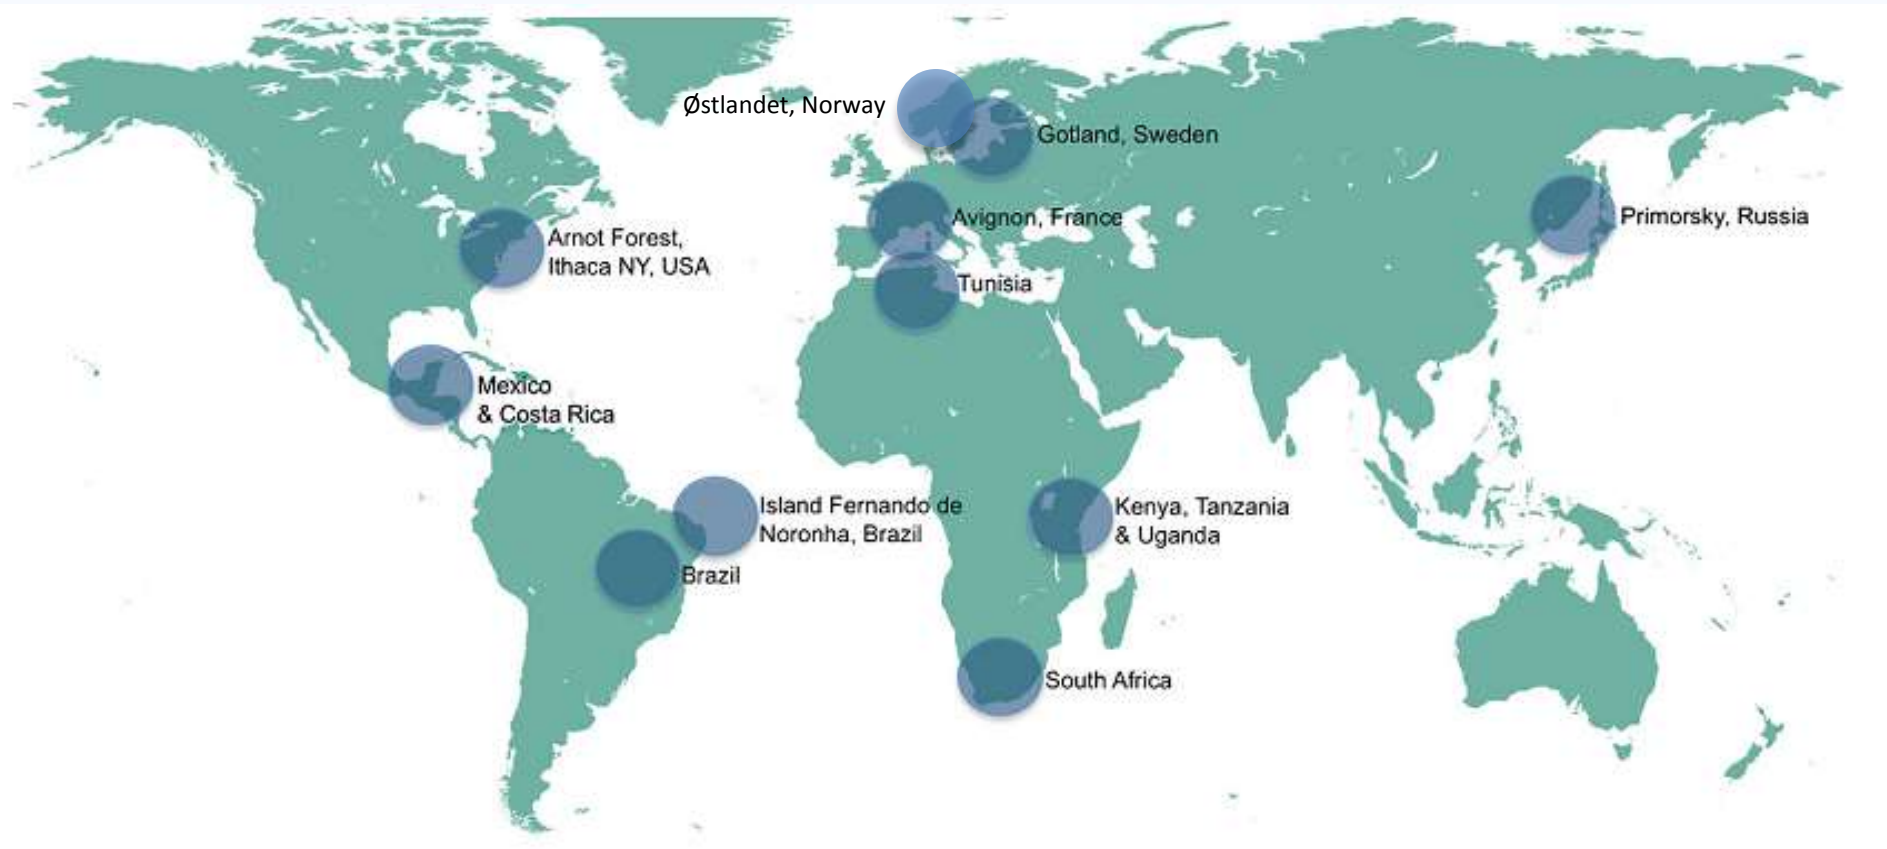 Østlandet, Norway
Gotland, Sweden
Avignon, France
Primorsky, Russia
Arnot Forest,
Ithaca NY, USA
Tunisia
Mexico
& Costa Rica
Island Fernando de
Noronha, Brazil
Kenya, Tanzania
& Uganda
Brazil
South Africa